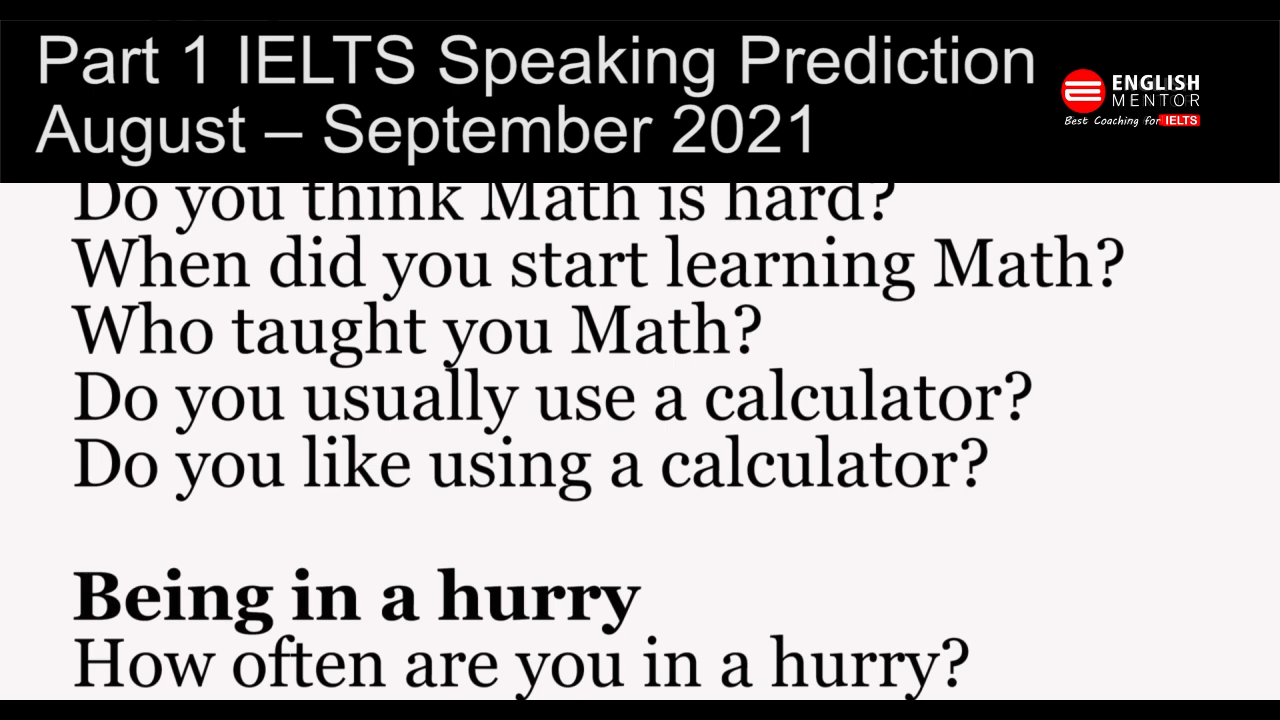 Part 1 IELTS Speaking Prediction
August – September 2021
ENGLISH
MENTOR
Best Coaching for IELTS
Do you think Math is hard?
When did you start learning Math?
Who taught you Math?
Do you usually use a calculator?
Do you like using a calculator?
Being in a hurry
How often are you in a hurry?